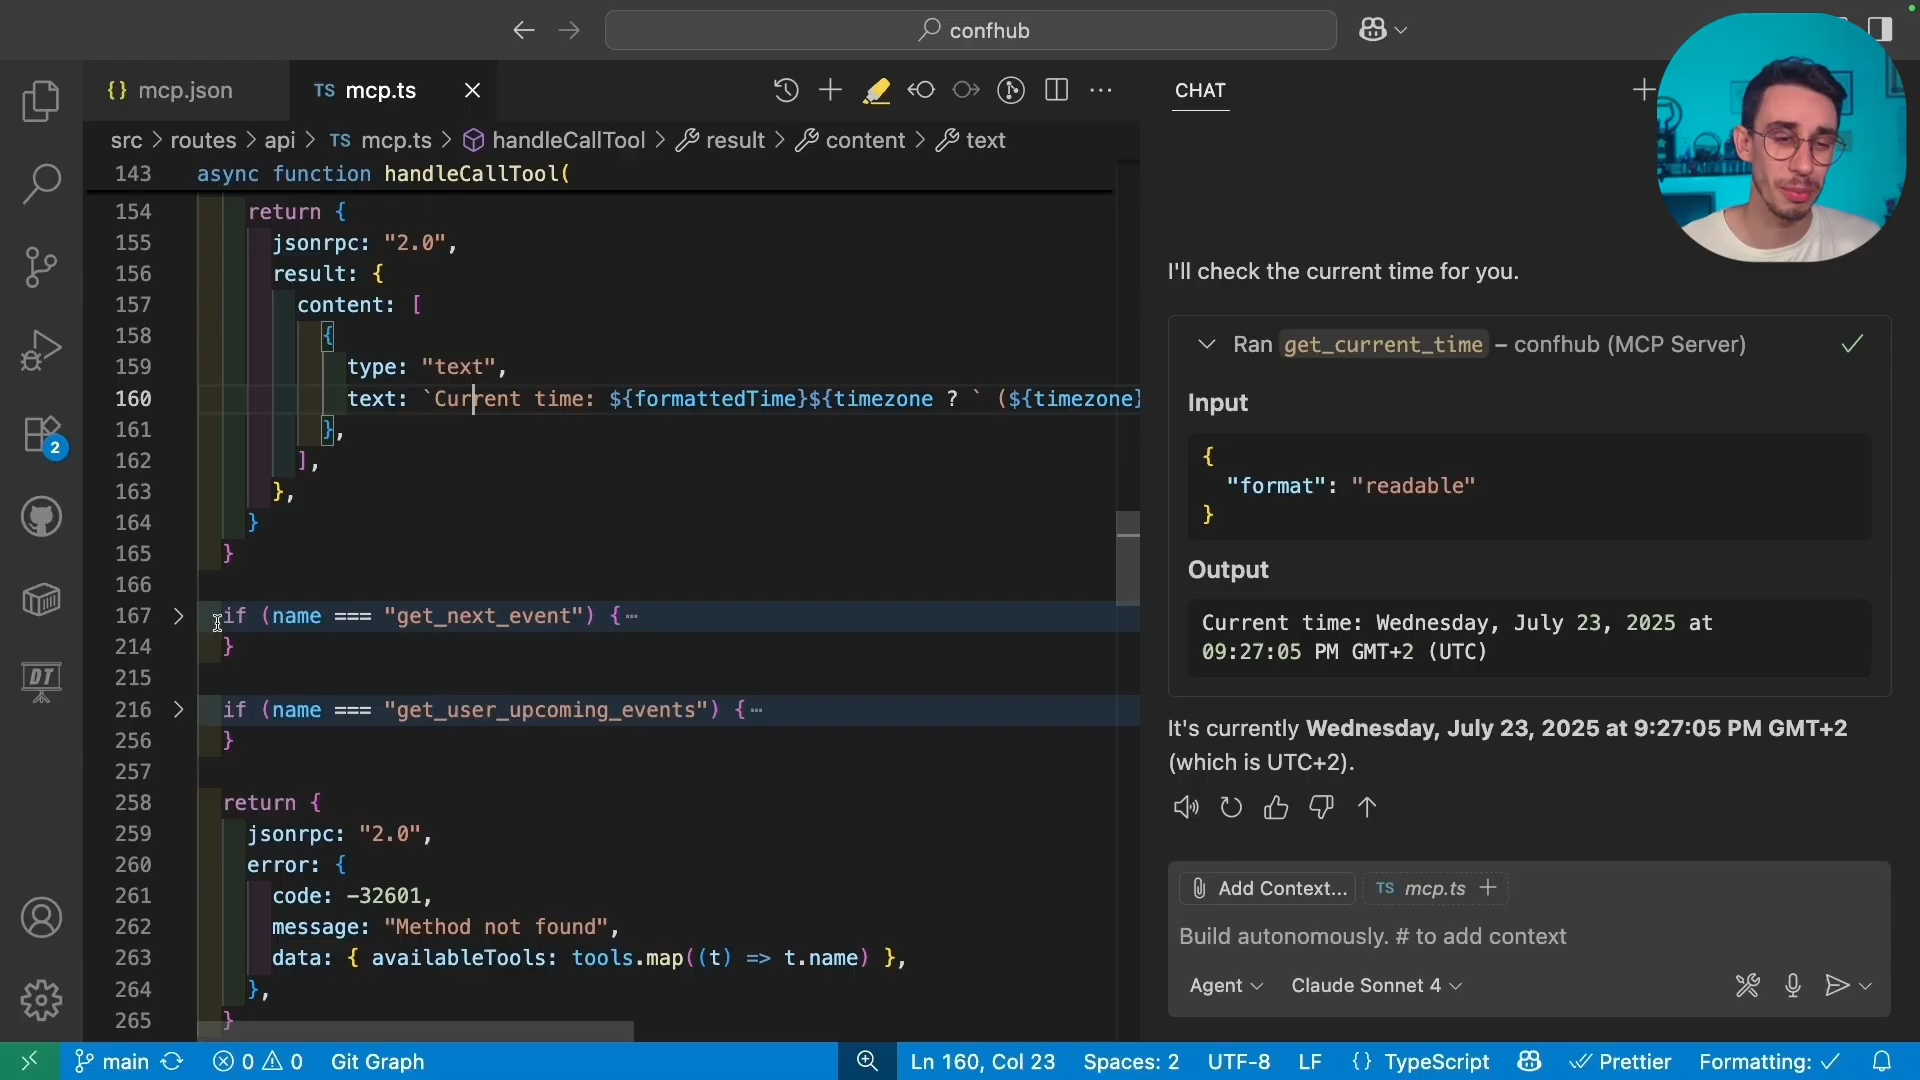 confhub
{} mcp.json
TS mcp.ts
CHAT
src > routes > api > TS mcp.ts > handleCallTool > result > content > text
143 async function handleCallTool(
154 return {
155 jsonrpc: "2.0",
156 result: {
157 content: [
158 {
159 type: "text",
160 text: `Current time: ${formattedTime}${timezone ? ` (${timezone}
161 },
162 ],
163 },
164 }
165 }
166
167 if (name === "get_next_event") {⋯
214 }
215
216 if (name === "get_user_upcoming_events") {⋯
256 }
257
258 return {
259 jsonrpc: "2.0",
260 error: {
261 code: -32601,
262 message: "Method not found",
263 data: { availableTools: tools.map((t) => t.name) },
264 },
265 }
I'll check the current time for you.
Ran get_current_time – confhub (MCP Server)
Input
{
"format": "readable"
}
Output
Current time: Wednesday, July 23, 2025 at
09:27:05 PM GMT+2 (UTC)
It's currently Wednesday, July 23, 2025 at 9:27:05 PM GMT+2
(which is UTC+2).
Add Context... TS mcp.ts +
Build autonomously. # to add context
Agent Claude Sonnet 4
2
DT
main 0 0 Git Graph Ln 160, Col 23 Spaces: 2 UTF-8 LF {} TypeScript Prettier Formatting: ✓